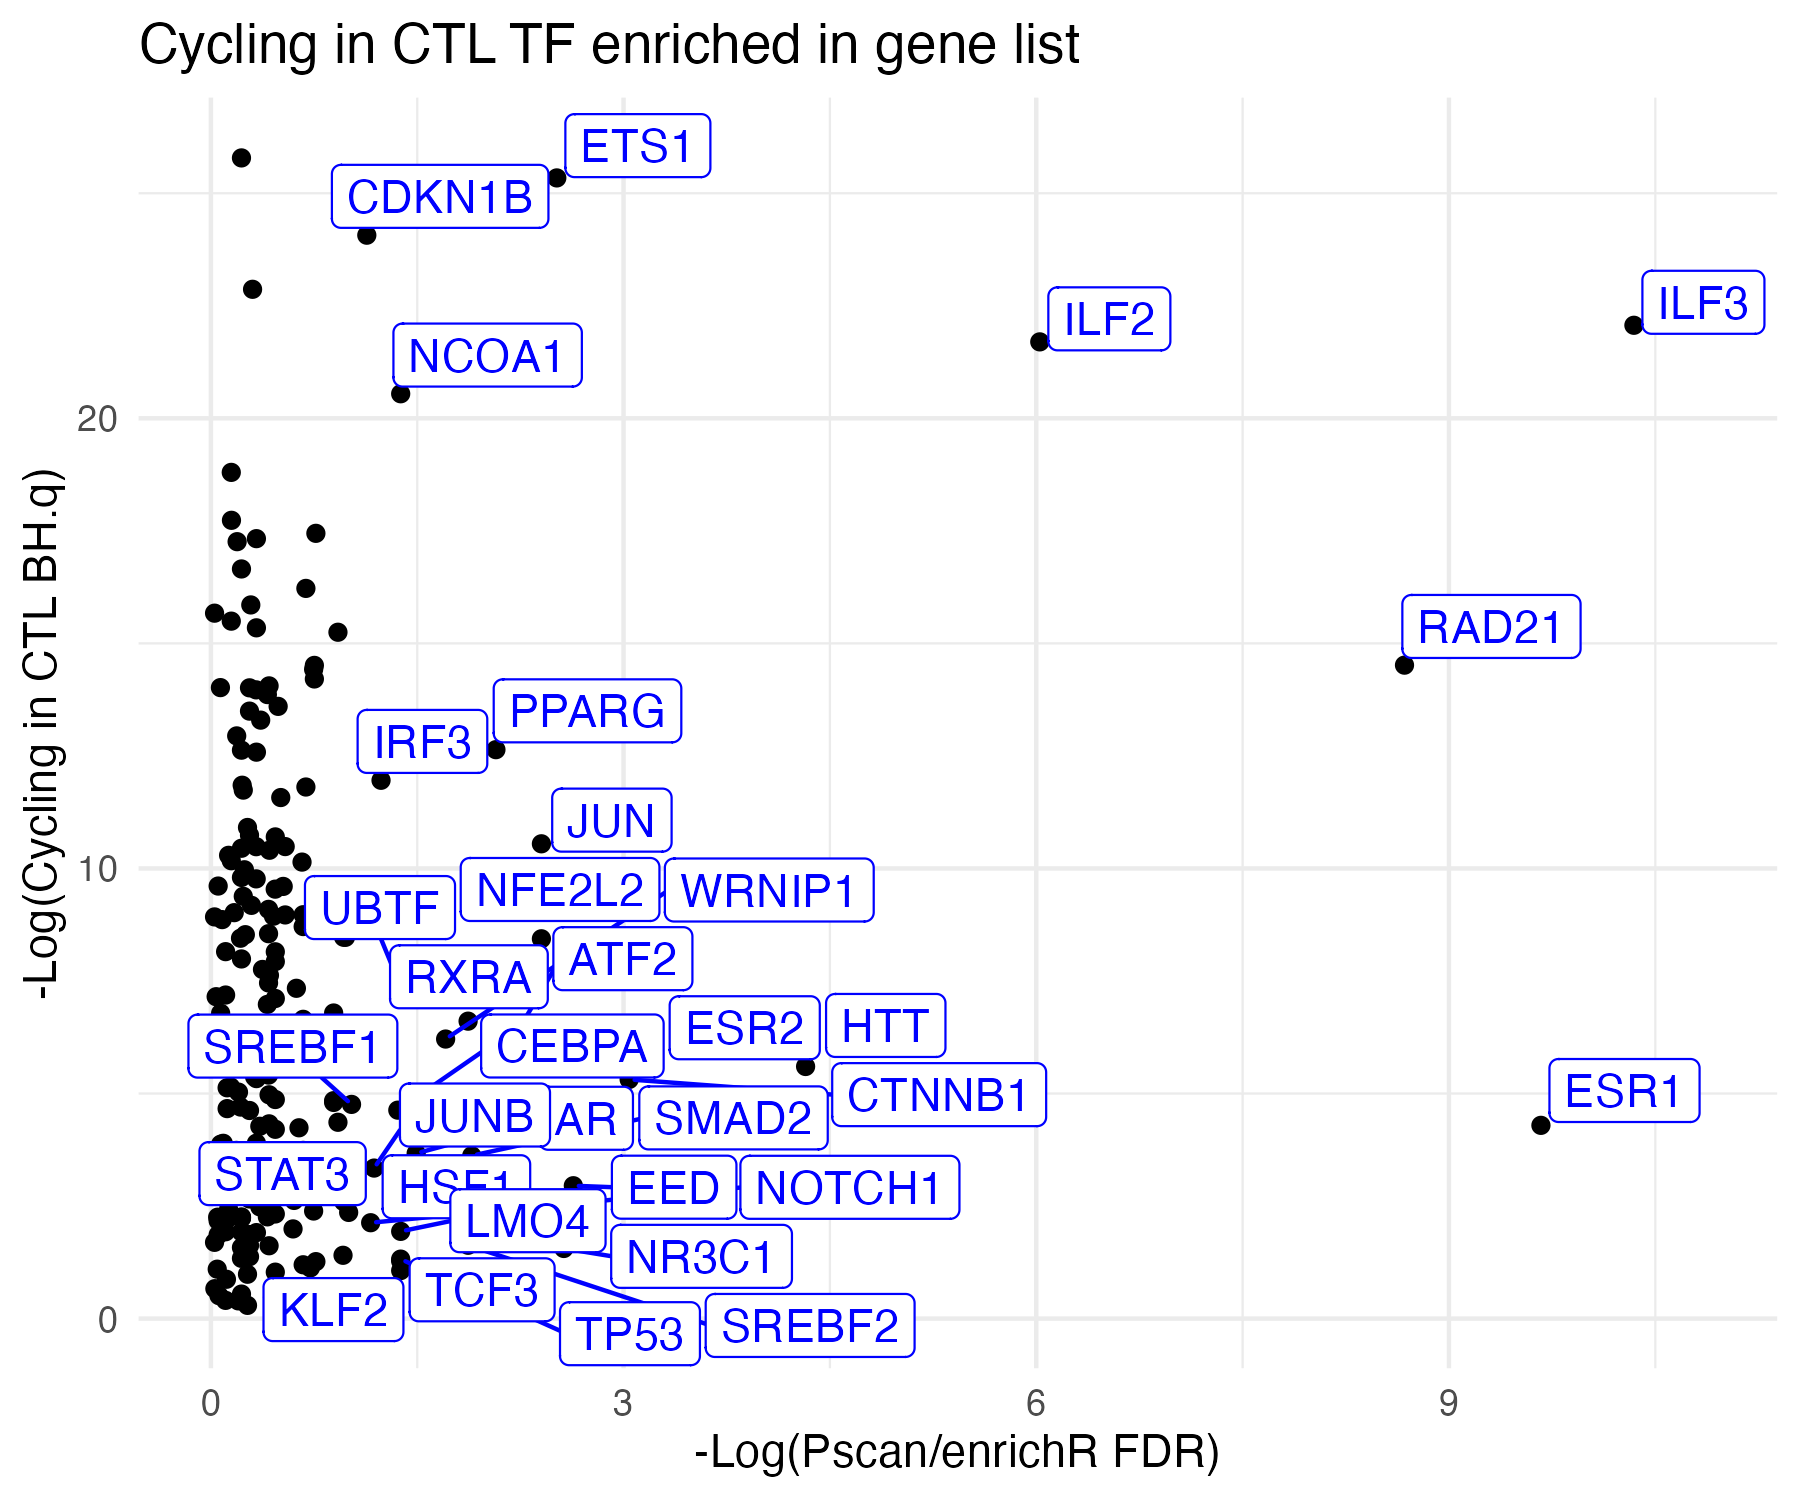 Cycling in CTL TF enriched in gene list
ETS1
CDKN1B
ILF3
ILF2
NCOA1
20
RAD21
PPARG
IRF3
JUN
10
NFE2L2
WRNIP1
UBTF
ATF2
RXRA
ESR2
HTT
SREBF1
CEBPA
ESR1
CTNNB1
JUNB
AR
SMAD2
STAT3
HSF1
EED
NOTCH1
LMO4
NR3C1
TCF3
KLF2
SREBF2
TP53
0
0
3
6
9
-Log(Pscan/enrichR FDR)
-Log(Cycling in CTL BH.q)